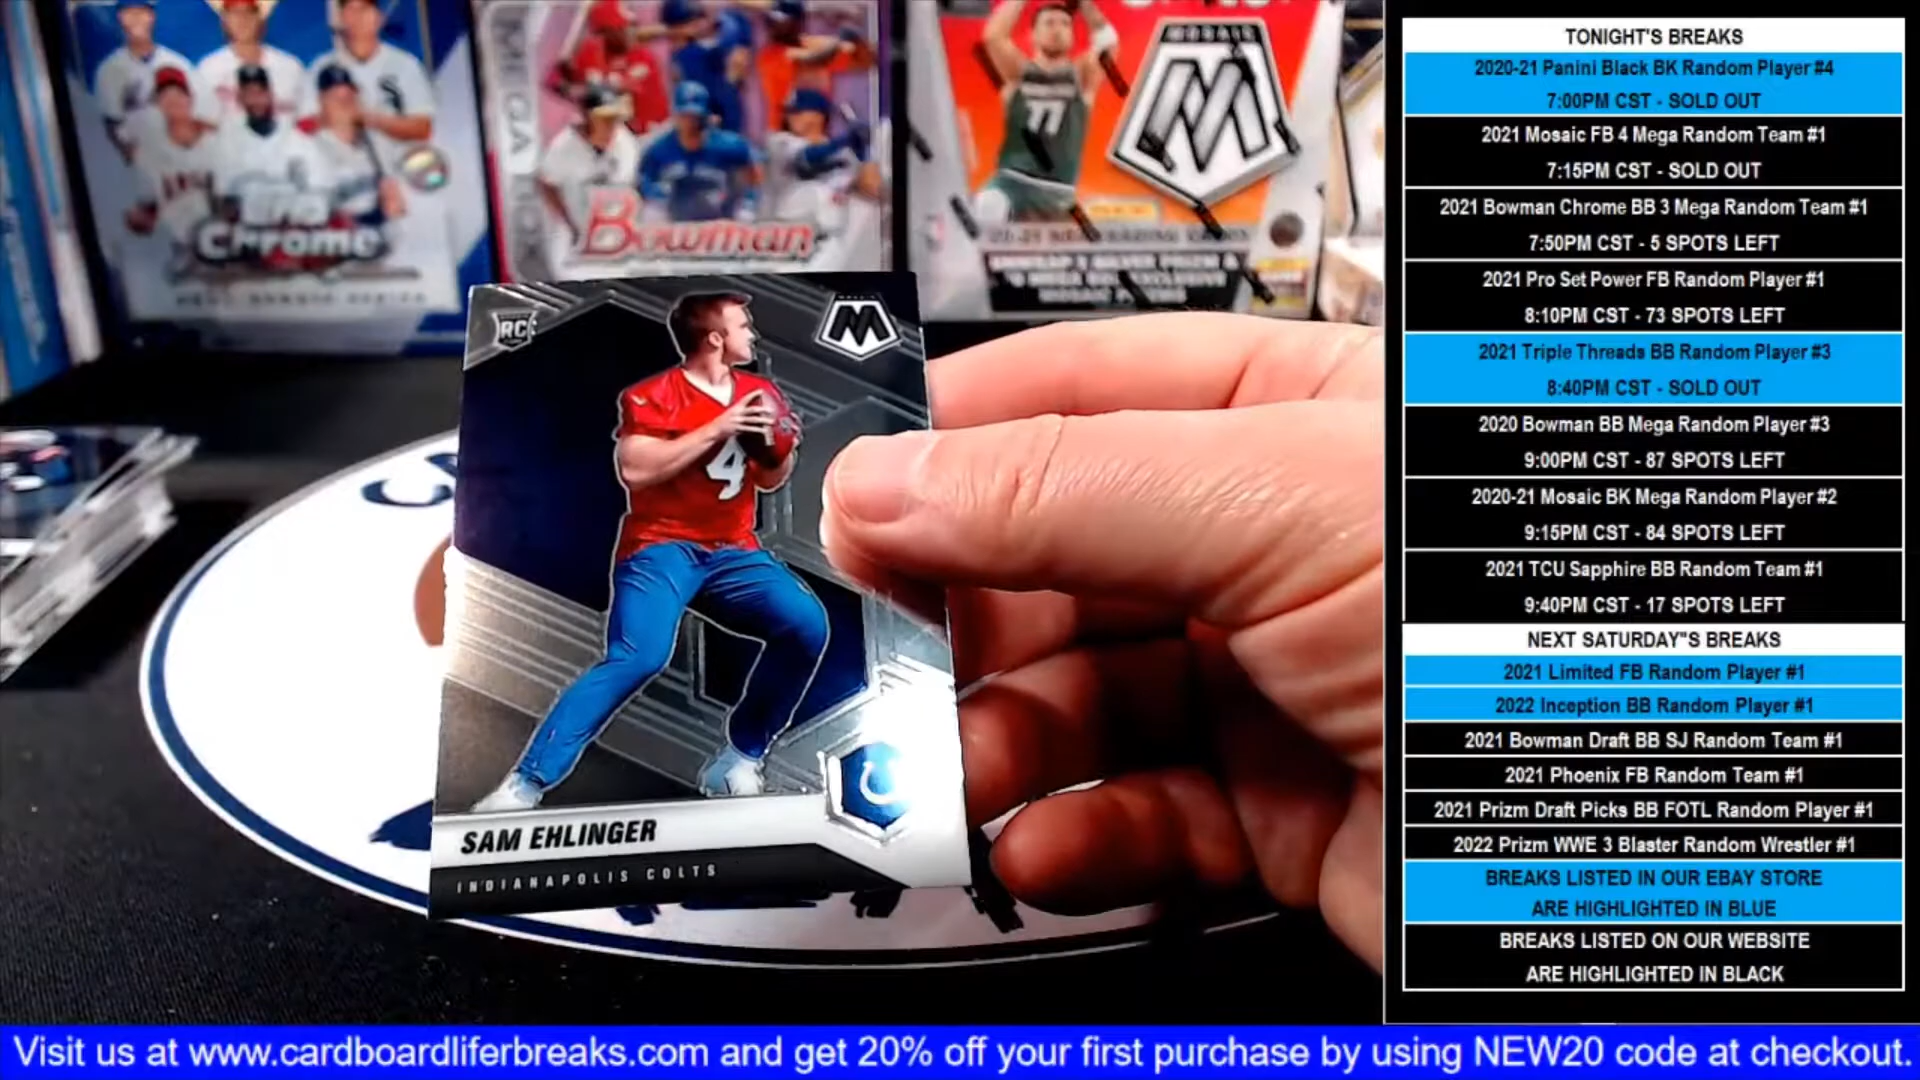 Chrome
MEGA BOX
Bowman
MOSAIC
77
RC
MOSAIC
4
SAM EHLINGER
INDIANAPOLIS COLTS
TONIGHT'S BREAKS
2020-21 Panini Black BK Random Player #4
7:00PM CST - SOLD OUT
2021 Mosaic FB 4 Mega Random Team #1
7:15PM CST - SOLD OUT
2021 Bowman Chrome BB 3 Mega Random Team #1
7:50PM CST - 5 SPOTS LEFT
2021 Pro Set Power FB Random Player #1
8:10PM CST - 73 SPOTS LEFT
2021 Triple Threads BB Random Player #3
8:40PM CST - SOLD OUT
2020 Bowman BB Mega Random Player #3
9:00PM CST - 87 SPOTS LEFT
2020-21 Mosaic BK Mega Random Player #2
9:15PM CST - 84 SPOTS LEFT
2021 TCU Sapphire BB Random Team #1
9:40PM CST - 17 SPOTS LEFT
NEXT SATURDAY"S BREAKS
2021 Limited FB Random Player #1
2022 Inception BB Random Player #1
2021 Bowman Draft BB SJ Random Team #1
2021 Phoenix FB Random Team #1
2021 Prizm Draft Picks BB FOTL Random Player #1
2022 Prizm WWE 3 Blaster Random Wrestler #1
BREAKS LISTED IN OUR EBAY STORE
ARE HIGHLIGHTED IN BLUE
BREAKS LISTED ON OUR WEBSITE
ARE HIGHLIGHTED IN BLACK
Visit us at www.cardboardliferbreaks.com and get 20% off your first purchase by using NEW20 code at checkout.